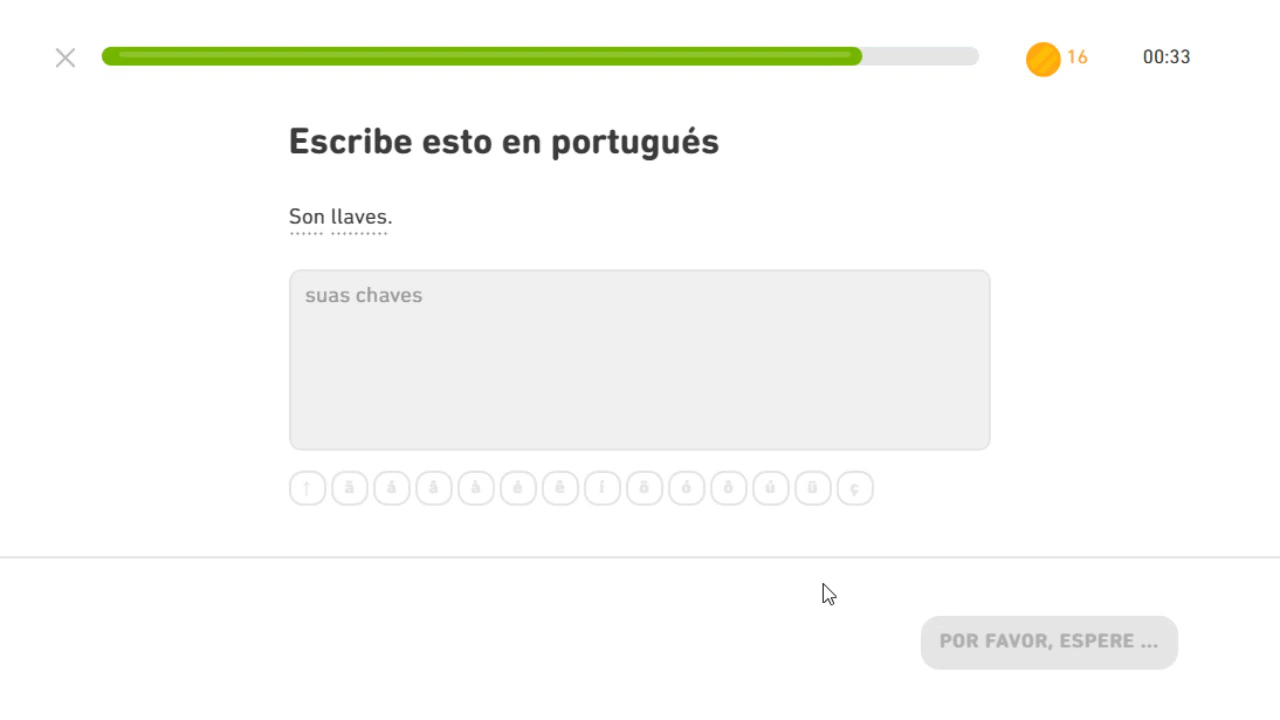 16 00:33
Escribe esto en portugués
Son llaves.
suas chaves
↑ ã á â à é ê í õ ó ô ú ü ç
POR FAVOR, ESPERE ...